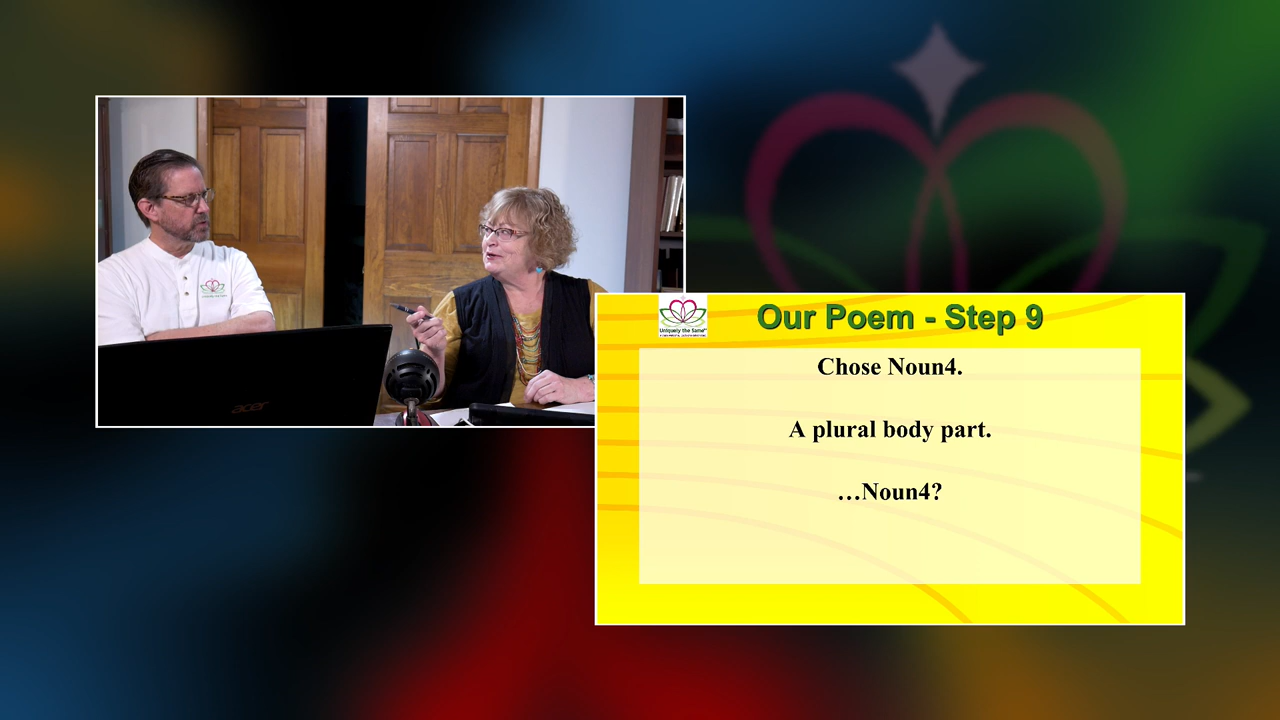 Our Poem - Step 9
Uniquely the Same
Chose Noun4.
A plural body part.
…Noun4?
acer